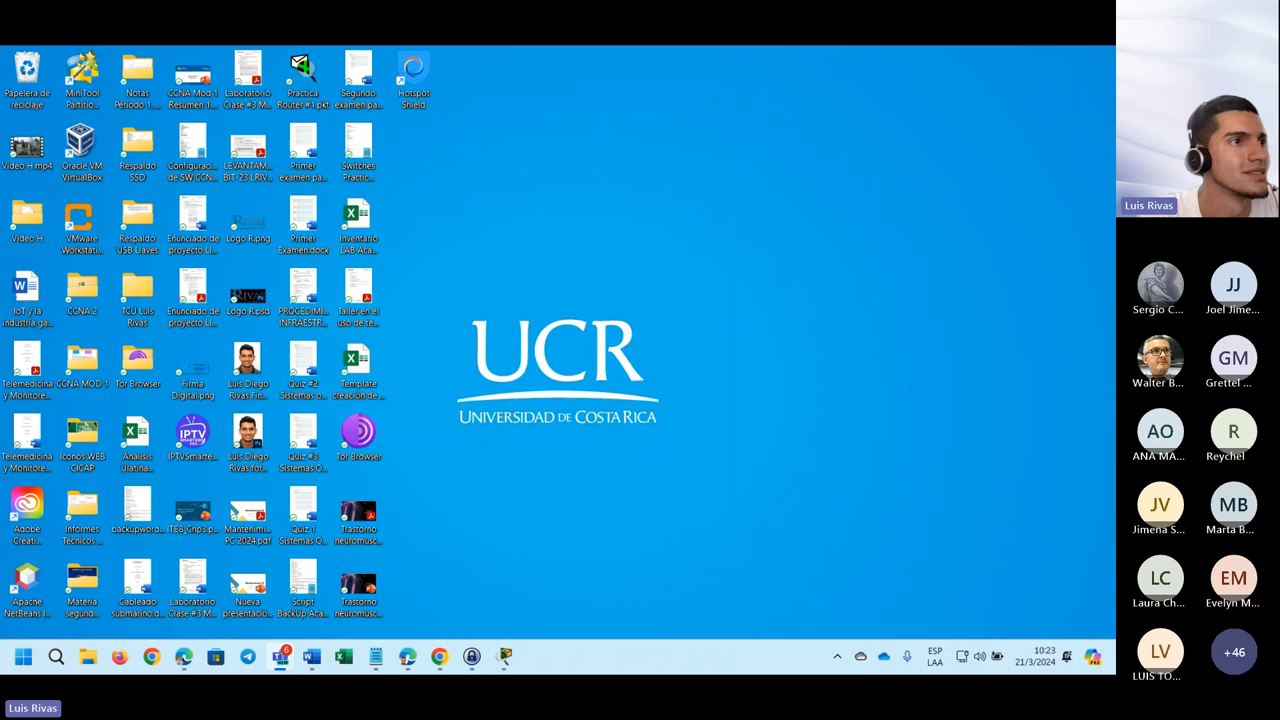 Papelera de
reciclaje
MiniTool
Partitio...
Notas
Periodo 1,...
CCNA Mod 1
Resumen 1...
Laboratorio
Clase #3 M...
Practica
Router #1.pkt
Segundo
examen pa...
Hotspot
Shield
Video H.mp4
Oracle VM
VirtualBox
Respaldo
SSD
Configuraci...
de SW CCN...
LEVANTAM...
BIT-23 LRIV...
Primer
examen pa...
Switches
Practic...
Video H
VMware
Workstati...
Respaldo
USB Llaves
Enunciado de
proyecto LI...
Logo R.png
Primer
Examen.docx
Inventario
LAB Aca...
IoT y la
industria ga...
CCNA 2
TCU Luis
Rivas
Enunciado de
proyecto LI...
Logo R.psd
PROCEDIMI...
INFRAESTR...
Taller en el
uso de te...
Telemedicina
y Monitore...
CCNA MOD 1
Tor Browser
Firma
Digital.png
Luis Diego
Rivas Fin...
Quiz #2
Sistemas o...
Template
creacion de ...
Telemedicina
y Monitore...
Iconos WEB
CICAP
Análisis
Ulatina...
IPTVSmarte...
Luis Diego
Rivas fot...
Quiz #3
Sistemas O...
Tor Browser
Adobe
Creati...
Informes
Tecnicos ...
backupword...
ITE8_Chp3.p...
Mantenimi...
PC 2024.pdf
Quiz 1
Sistemas O...
Trastorno
neuromusc...
Apache
NetBeans I...
Materia
segund...
Cableado
submarino.d...
Laboratorio
Clase #3 M...
Nueva
presentacio...
Script
BackUp Aca...
Trastorno
neuromusc...
UCR
UNIVERSIDAD DE COSTA RICA
6
NEW
ESP
LAA
10:23
21/3/2024
PRE
Luis Rivas
Luis Rivas
Sergio C...
JJ
Joel Jime...
Walter B...
GM
Grettel ...
AO
ANA MA...
R
Reychel
JV
Jimena S...
MB
Marta B...
LC
Laura Ch...
EM
Evelyn M...
LV
LUIS TO...
+46